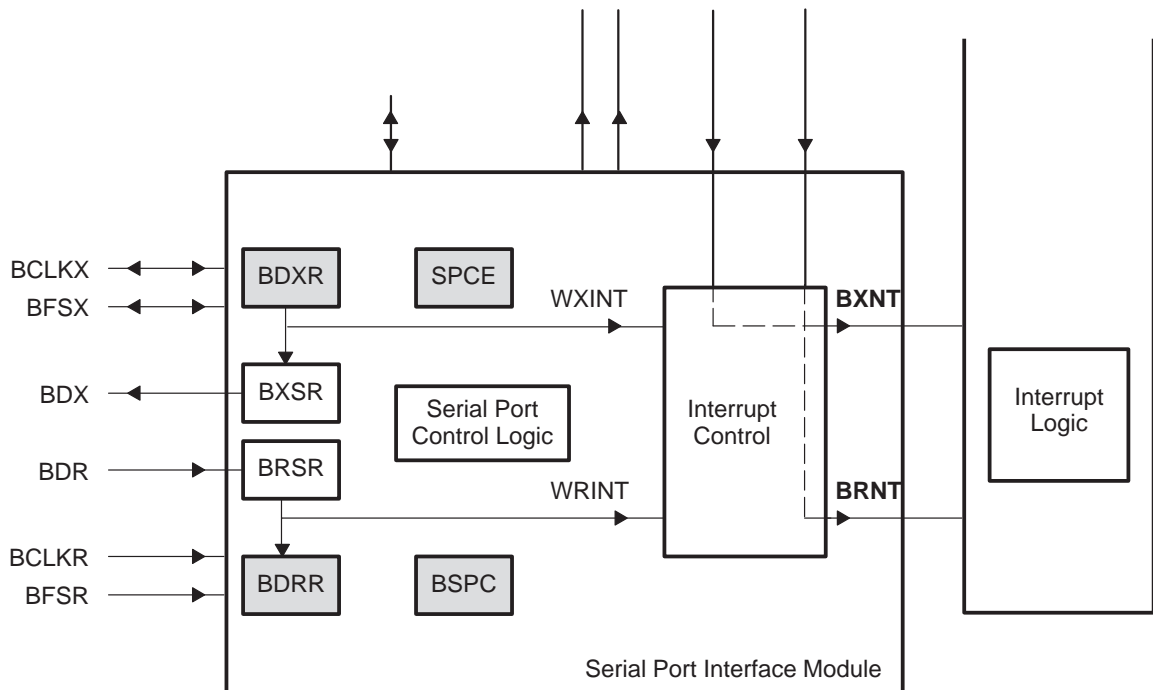 BCLKX
BFSX
BDX
BDR
BCLKR
BFSR
BDXR
SPCE
WXINT
BXNT
BXSR
Serial Port
Control Logic
Interrupt
Control
Interrupt
Logic
BRSR
WRINT
BRNT
BDRR
BSPC
Serial Port Interface Module